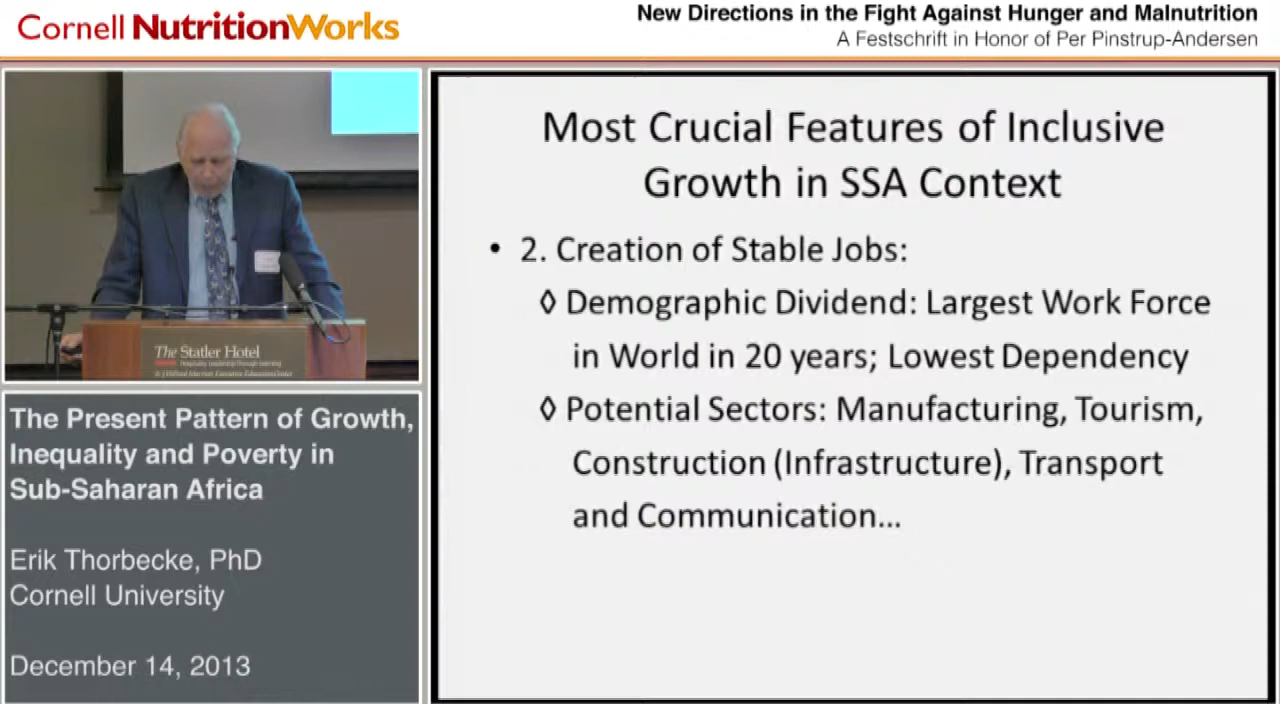 Cornell NutritionWorks
New Directions in the Fight Against Hunger and Malnutrition
A Festschrift in Honor of Per Pinstrup-Andersen
The Statler Hotel
The Present Pattern of Growth,
Inequality and Poverty in
Sub-Saharan Africa
Erik Thorbecke, PhD
Cornell University
December 14, 2013
Most Crucial Features of Inclusive
Growth in SSA Context
• 2. Creation of Stable Jobs:
◊ Demographic Dividend: Largest Work Force
in World in 20 years; Lowest Dependency
◊ Potential Sectors: Manufacturing, Tourism,
Construction (Infrastructure), Transport
and Communication...